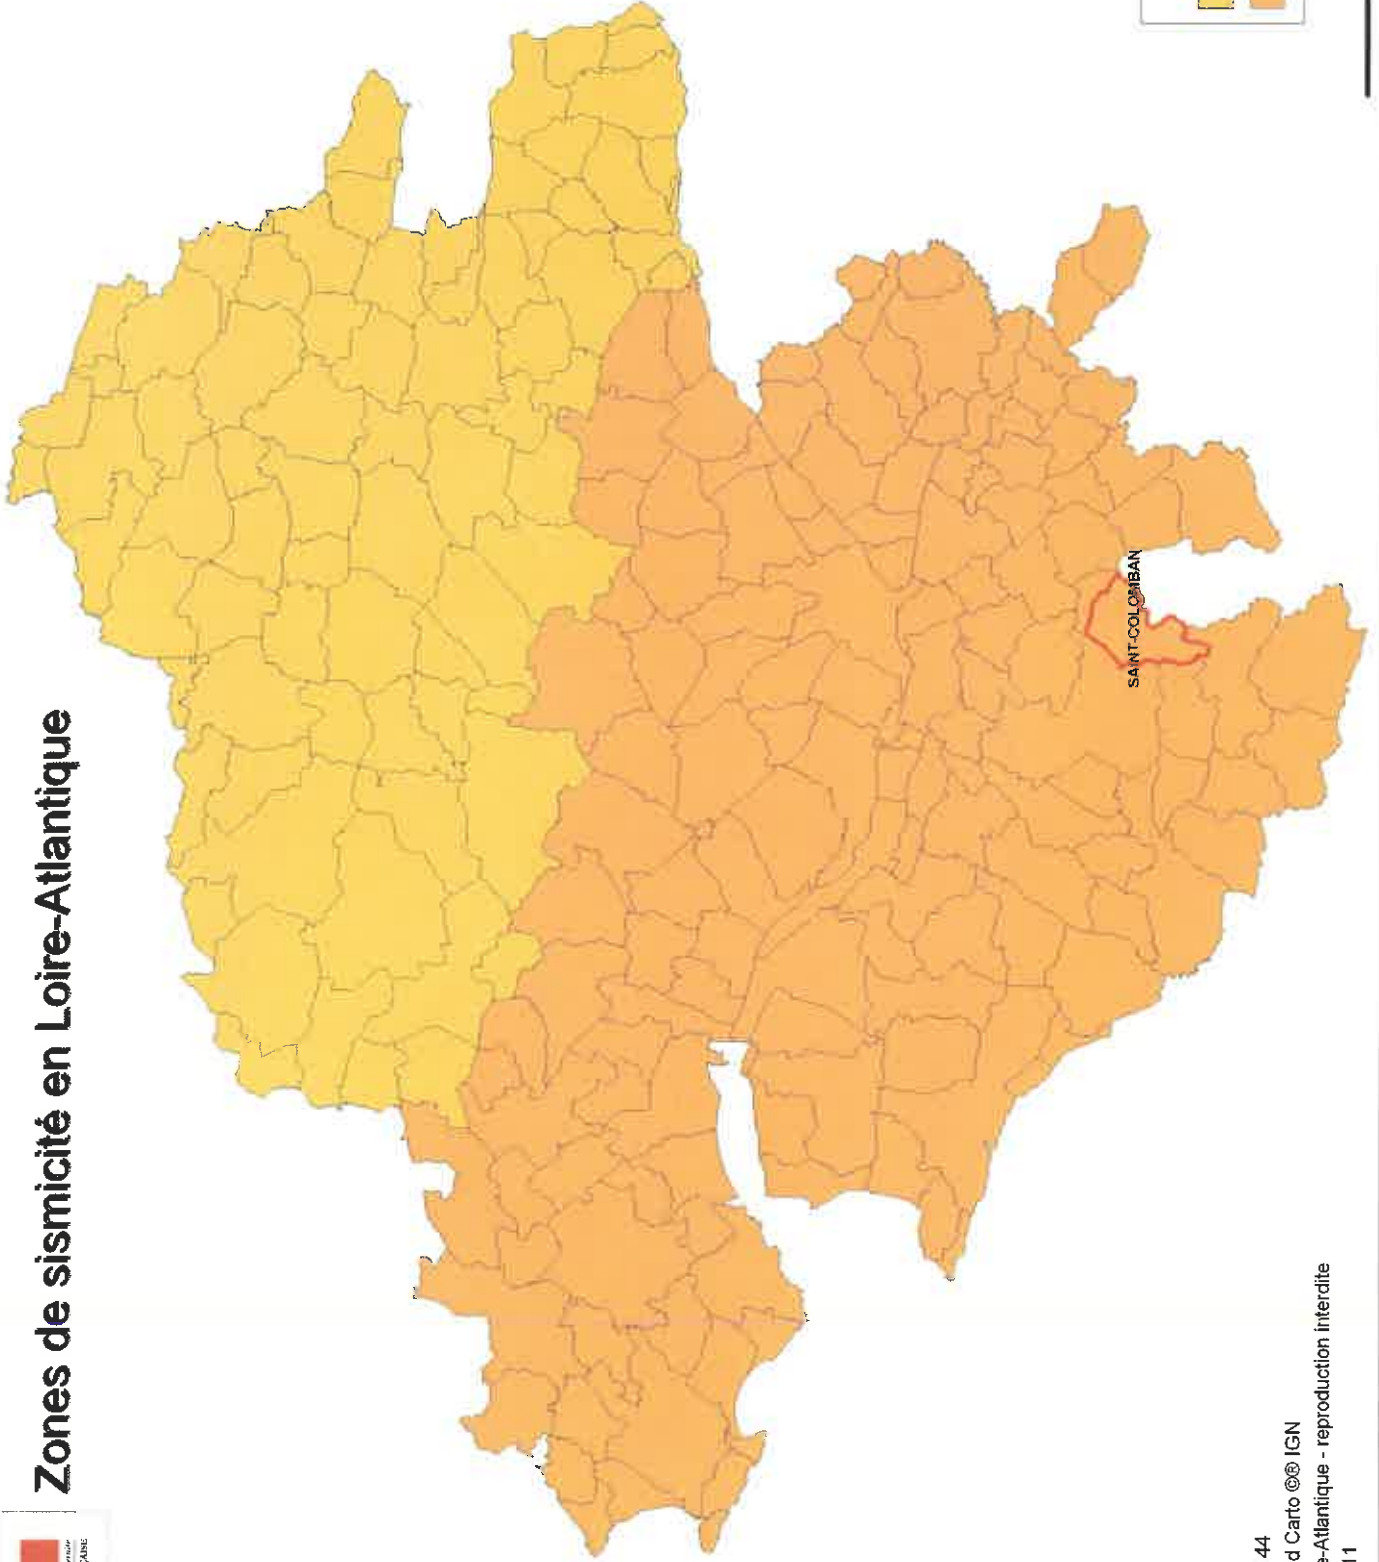 Zones de sismicité en Loire-Atlantique
SAINT-COLOMBAN
44
d Carto ©® IGN
e-Atlantique - reproduction interdite
11